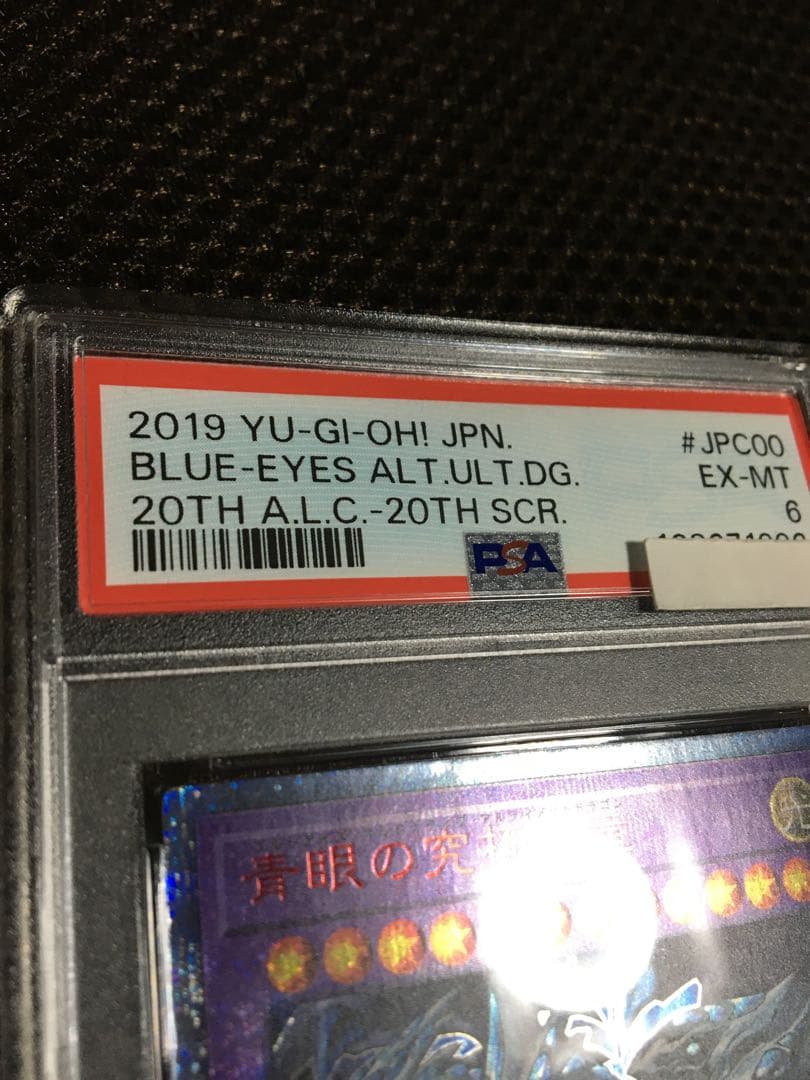 2019 YU-GI-OH! JPN. #JPC00
BLUE-EYES ALT.ULT.DG. EX-MT
20TH A.L.C.-20TH SCR. 6
PSA
青眼の究